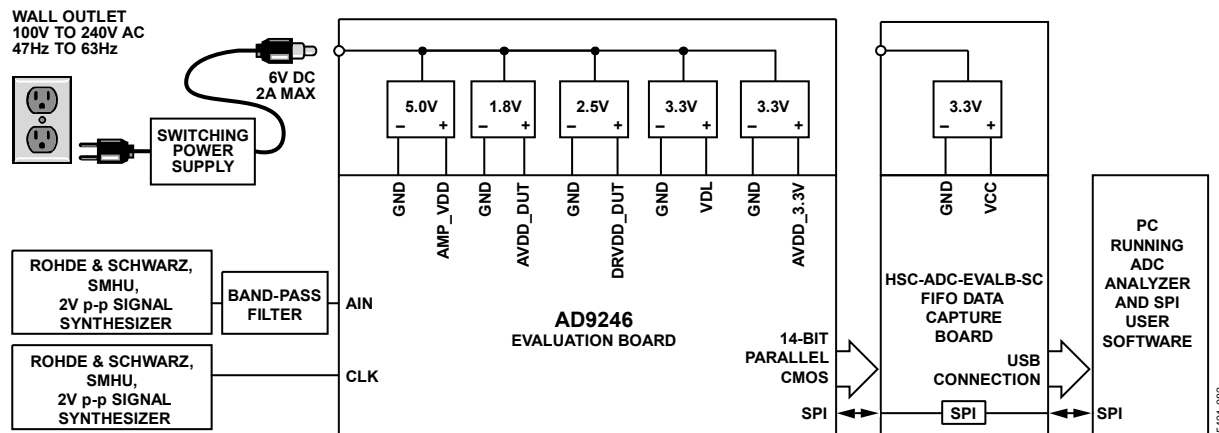 WALL OUTLET
100V TO 240V AC
47Hz TO 63Hz
6V DC
2A MAX
SWITCHING
POWER
SUPPLY
5.0V
– +
1.8V
– +
2.5V
– +
3.3V
– +
3.3V
– +
3.3V
– +
GND
AMP_VDD
GND
AVDD_DUT
GND
DRVDD_DUT
GND
VDL
GND
AVDD_3.3V
GND
VCC
ROHDE & SCHWARZ,
SMHU,
2V p-p SIGNAL
SYNTHESIZER
BAND-PASS
FILTER
AIN
ROHDE & SCHWARZ,
SMHU,
2V p-p SIGNAL
SYNTHESIZER
CLK
AD9246
EVALUATION BOARD
14-BIT
PARALLEL
CMOS
SPI
HSC-ADC-EVALB-SC
FIFO DATA
CAPTURE
BOARD
USB
CONNECTION
SPI
PC
RUNNING
ADC
ANALYZER
AND SPI
USER
SOFTWARE
SPI